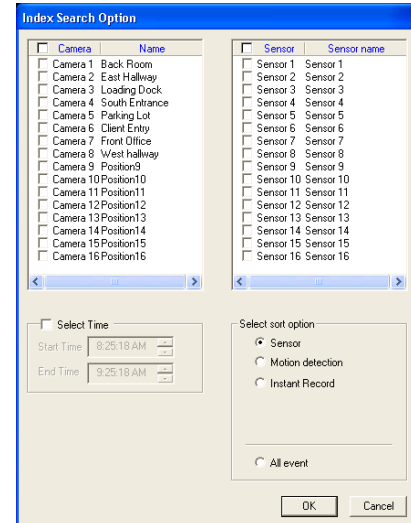 Index Search Option
Camera Name
Camera 1 Back Room
Camera 2 East Hallway
Camera 3 Loading Dock
Camera 4 South Entrance
Camera 5 Parking Lot
Camera 6 Client Entry
Camera 7 Front Office
Camera 8 West hallway
Camera 9 Position9
Camera 10 Position10
Camera 11 Position11
Camera 12 Position12
Camera 13 Position13
Camera 14 Position14
Camera 15 Position15
Camera 16 Position16
Sensor Sensor name
Sensor 1 Sensor 1
Sensor 2 Sensor 2
Sensor 3 Sensor 3
Sensor 4 Sensor 4
Sensor 5 Sensor 5
Sensor 6 Sensor 6
Sensor 7 Sensor 7
Sensor 8 Sensor 8
Sensor 9 Sensor 9
Sensor 10 Sensor 10
Sensor 11 Sensor 11
Sensor 12 Sensor 12
Sensor 13 Sensor 13
Sensor 14 Sensor 14
Sensor 15 Sensor 15
Sensor 16 Sensor 16
Select Time
Start Time 8:25:18 AM
End Time 9:25:18 AM
Select sort option
Sensor
Motion detection
Instant Record
All event
OK Cancel